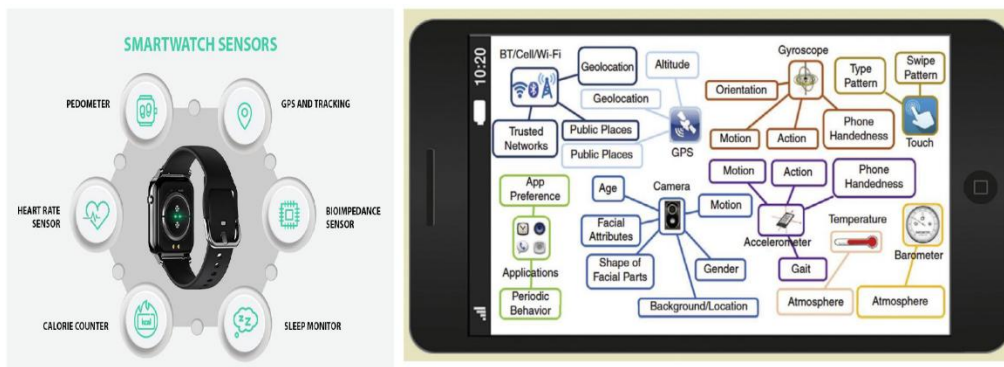 SMARTWATCH SENSORS
PEDOMETER
GPS AND TRACKING
HEART RATE
SENSOR
BIOIMPEDANCE
SENSOR
CALORIE COUNTER
kcal
SLEEP MONITOR
10:20
BT/Cell/Wi-Fi
Geolocation
Trusted
Networks
Public Places
Altitude
Geolocation
Public Places
GPS
Gyroscope
Orientation
Motion
Action
Phone
Handedness
Type
Pattern
Swipe
Pattern
Touch
App
Preference
Applications
Periodic
Behavior
Camera
Age
Facial
Attributes
Shape of
Facial Parts
Motion
Gender
Background/Location
Motion
Action
Phone
Handedness
Accelerometer
Gait
Temperature
Atmosphere
Barometer
Atmosphere